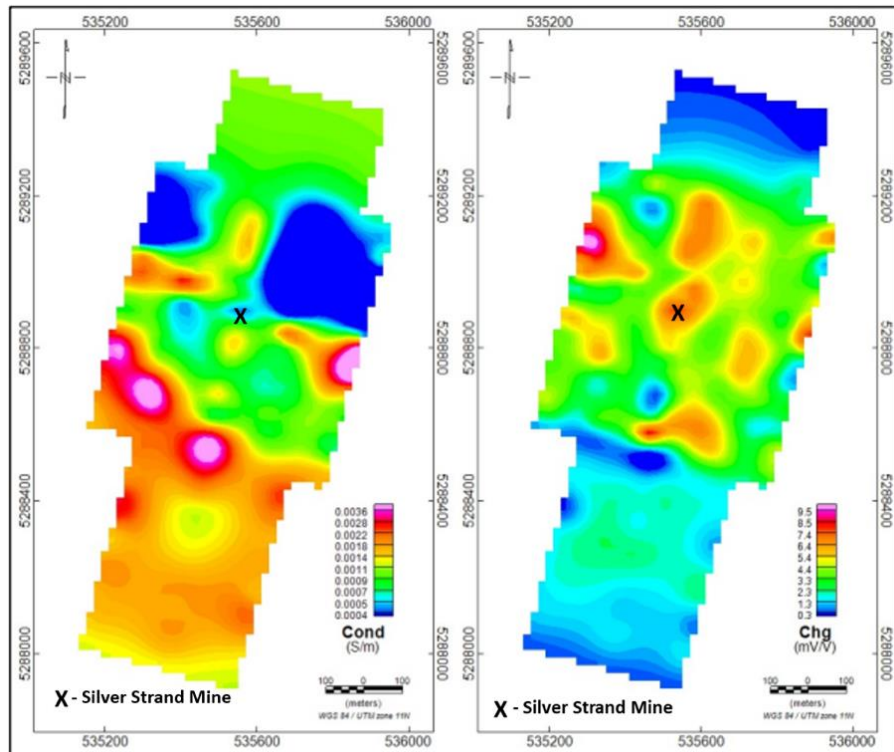 535200 535600 536000
5289600
5289200
5288800
5288400
5288000
N
0.0036
0.0028
0.0022
0.0018
0.0014
0.0011
0.0009
0.0007
0.0005
0.0004
Cond
(S/m)
X
X - Silver Strand Mine
100 0 100
(meters)
WGS 84 / UTM zone 11N
535200 535600 536000
535200 535600 536000
5289600
5289200
5288800
5288400
5288000
N
9.5
8.5
7.4
6.4
5.4
4.4
3.3
2.3
1.3
0.3
Chg
(mV/V)
X
X - Silver Strand Mine
100 0 100
(meters)
WGS 84 / UTM zone 11N
535200 535600 536000